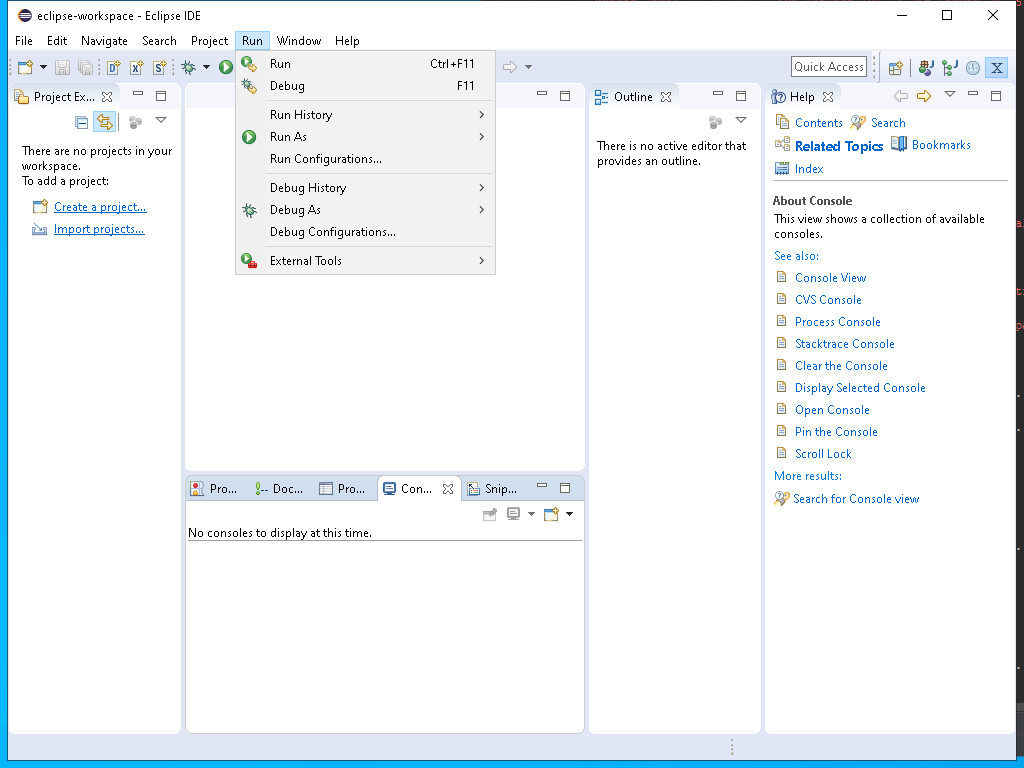 eclipse-workspace - Eclipse IDE
File Edit Navigate Search Project Run Window Help
Quick Access
Run Ctrl+F11
Debug F11
Run History
Run As
Run Configurations...
Debug History
Debug As
Debug Configurations...
External Tools
Project Ex...
There are no projects in your
workspace.
To add a project:
Create a project...
Import projects...
Outline
There is no active editor that
provides an outline.
Help
Contents Search
Related Topics Bookmarks
Index
About Console
This view shows a collection of available
consoles.
See also:
Console View
CVS Console
Process Console
Stacktrace Console
Clear the Console
Display Selected Console
Open Console
Pin the Console
Scroll Lock
More results:
Search for Console view
Pro... Doc... Pro... Con... Snip...
No consoles to display at this time.